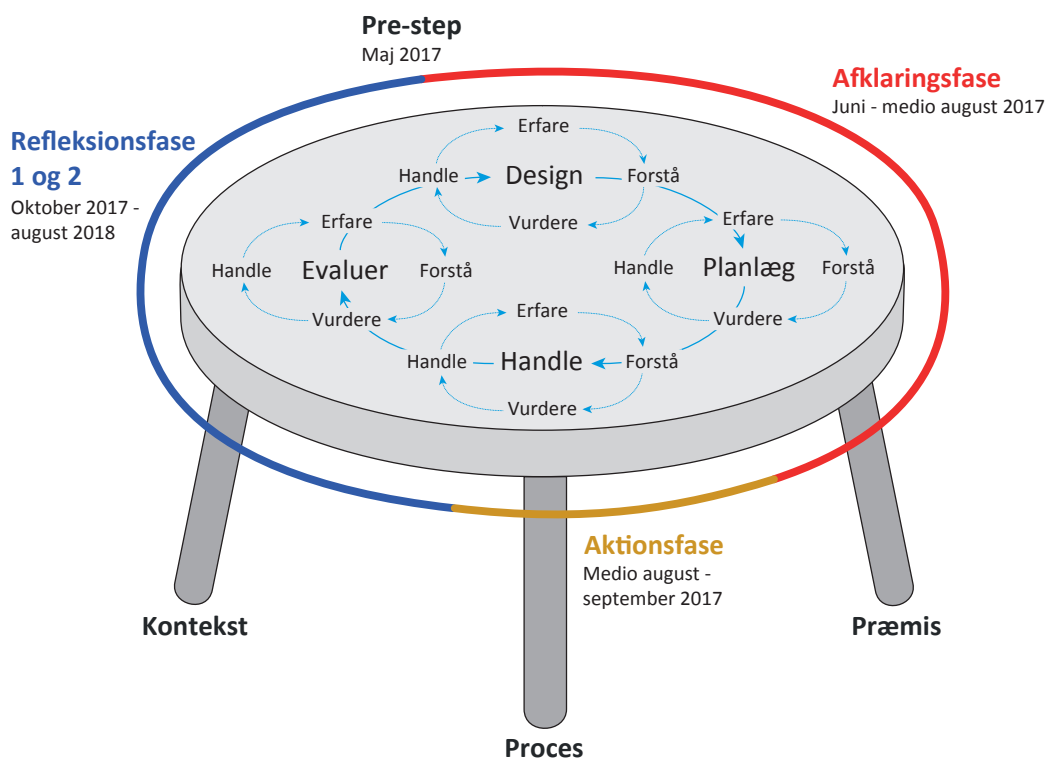 Pre-step
Maj 2017
Afklaringsfase
Juni - medio august 2017
Refleksionsfase
1 og 2
Oktober 2017 -
august 2018
Erfare
Handle
Design
Forstå
Vurdere
Erfare
Handle
Evaluer
Forstå
Vurdere
Erfare
Handle
Planlæg
Forstå
Vurdere
Erfare
Handle
Handle
Forstå
Vurdere
Aktionsfase
Medio august -
september 2017
Kontekst
Præmis
Proces